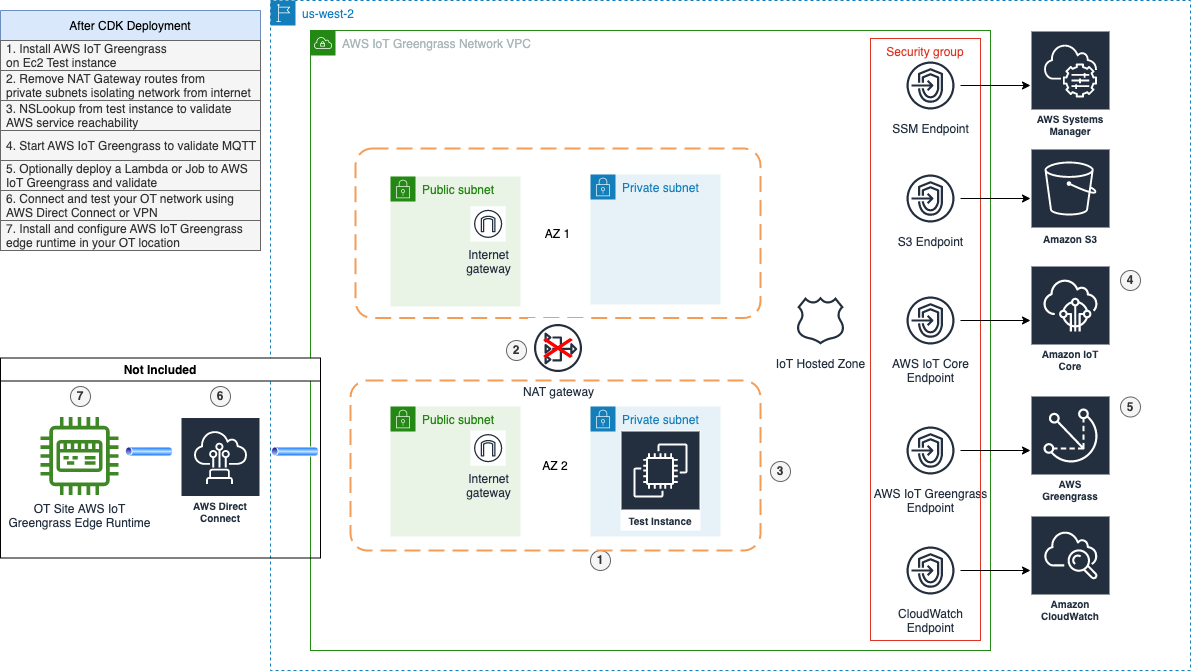 After CDK Deployment
1. Install AWS IoT Greengrass
on Ec2 Test instance
2. Remove NAT Gateway routes from
private subnets isolating network from internet
3. NSLookup from test instance to validate
AWS service reachability
4. Start AWS IoT Greengrass to validate MQTT
5. Optionally deploy a Lambda or Job to AWS
IoT Greengrass and validate
6. Connect and test your OT network using
AWS Direct Connect or VPN
7. Install and configure AWS IoT Greengrass
edge runtime in your OT location
us-west-2
AWS IoT Greengrass Network VPC
Security group
SSM Endpoint
AWS Systems
Manager
S3 Endpoint
Amazon S3
Public subnet
Internet
gateway
AZ 1
Private subnet
IoT Hosted Zone
AWS IoT Core
Endpoint
Amazon IoT
Core
4
2
NAT gateway
Not Included
7
OT Site AWS IoT
Greengrass Edge Runtime
6
AWS Direct
Connect
Public subnet
Internet
gateway
AZ 2
Private subnet
Test Instance
3
1
AWS IoT Greengrass
Endpoint
AWS
Greengrass
5
CloudWatch
Endpoint
Amazon
CloudWatch